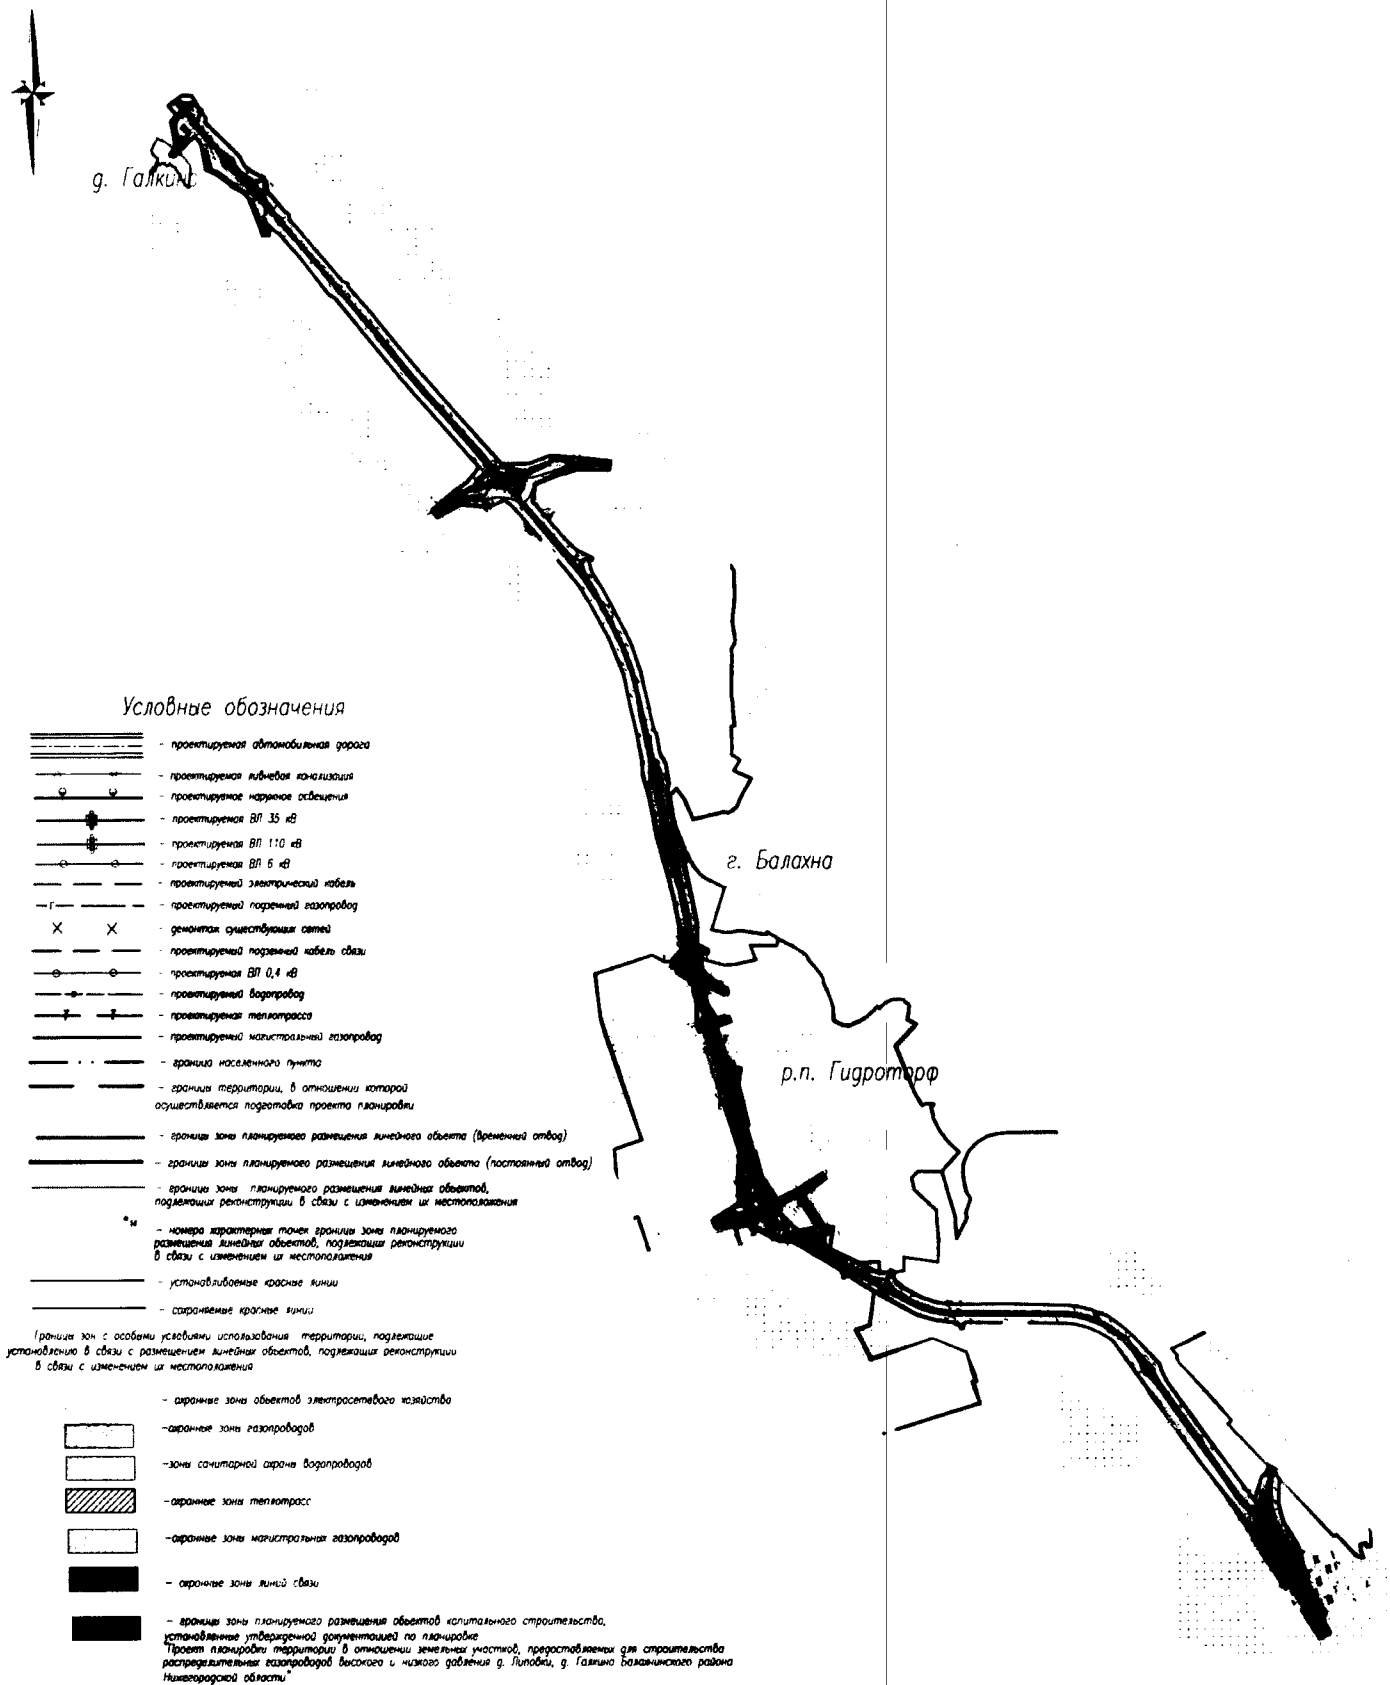 д. Галкино
Условные обозначения
- проектируемая автомобильная дорога
- проектируемая ливневая канализация
- проектируемое наружное освещения
- проектируемая ВЛ 35 кВ
- проектируемая ВЛ 110 кВ
- проектируемая ВЛ 6 кВ
- проектируемый электрический кабель
- проектируемый подземный газопровод
- демонтаж существующих сетей
- проектируемый подземный кабель связи
- проектируемая ВЛ 0,4 кВ
- проектируемый водопровод
- проектируемая теплотрасса
- проектируемый магистральный газопровод
- граница населенного пункта
- границы территории, в отношении которой
осуществляется подготовка проекта планировки
- границы зоны планируемого размещения линейного объекта (временный отвод)
- границы зоны планируемого размещения линейного объекта (постоянный отвод)
- границы зоны планируемого размещения линейных объектов,
подлежащих реконструкции в связи с изменением их местоположения
- номера характерных точек границы зоны планируемого
размещения линейных объектов, подлежащих реконструкции
в связи с изменением их местоположения
- устанавливаемые красные линии
- сохраняемые красные линии
Границы зон с особыми условиями использования территории, подлежащие
установлению в связи с размещением линейных объектов, подлежащих реконструкции
в связи с изменением их местоположения
- охранные зоны объектов электросетевого хозяйства
-охранные зоны газопроводов
-зоны санитарной охраны водопроводов
-охранные зоны теплотрасс
-охранные зоны магистральных газопроводов
- охранные зоны линий связи
- границы зоны планируемого размещения объектов капитального строительства,
установленные утвержденной документацией по планировке
"Проект планировки территории в отношении земельных участков, предоставляемых для строительства
распределительных газопроводов высокого и низкого давления д. Липовки, д. Галкино Балахнинского района
Нижегородской области"
г. Балахна
р.п. Гидроторф